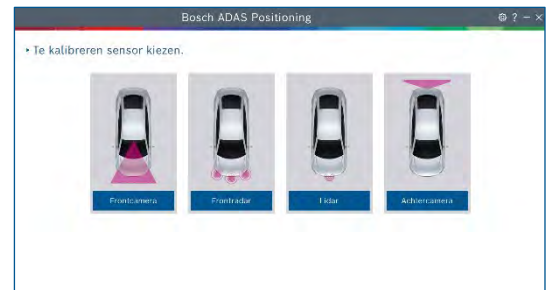 Bosch ADAS Positioning ? – ×
▸ Te kalibreren sensor kiezen.
Frontcamera Frontradar Lidar Achtercamera